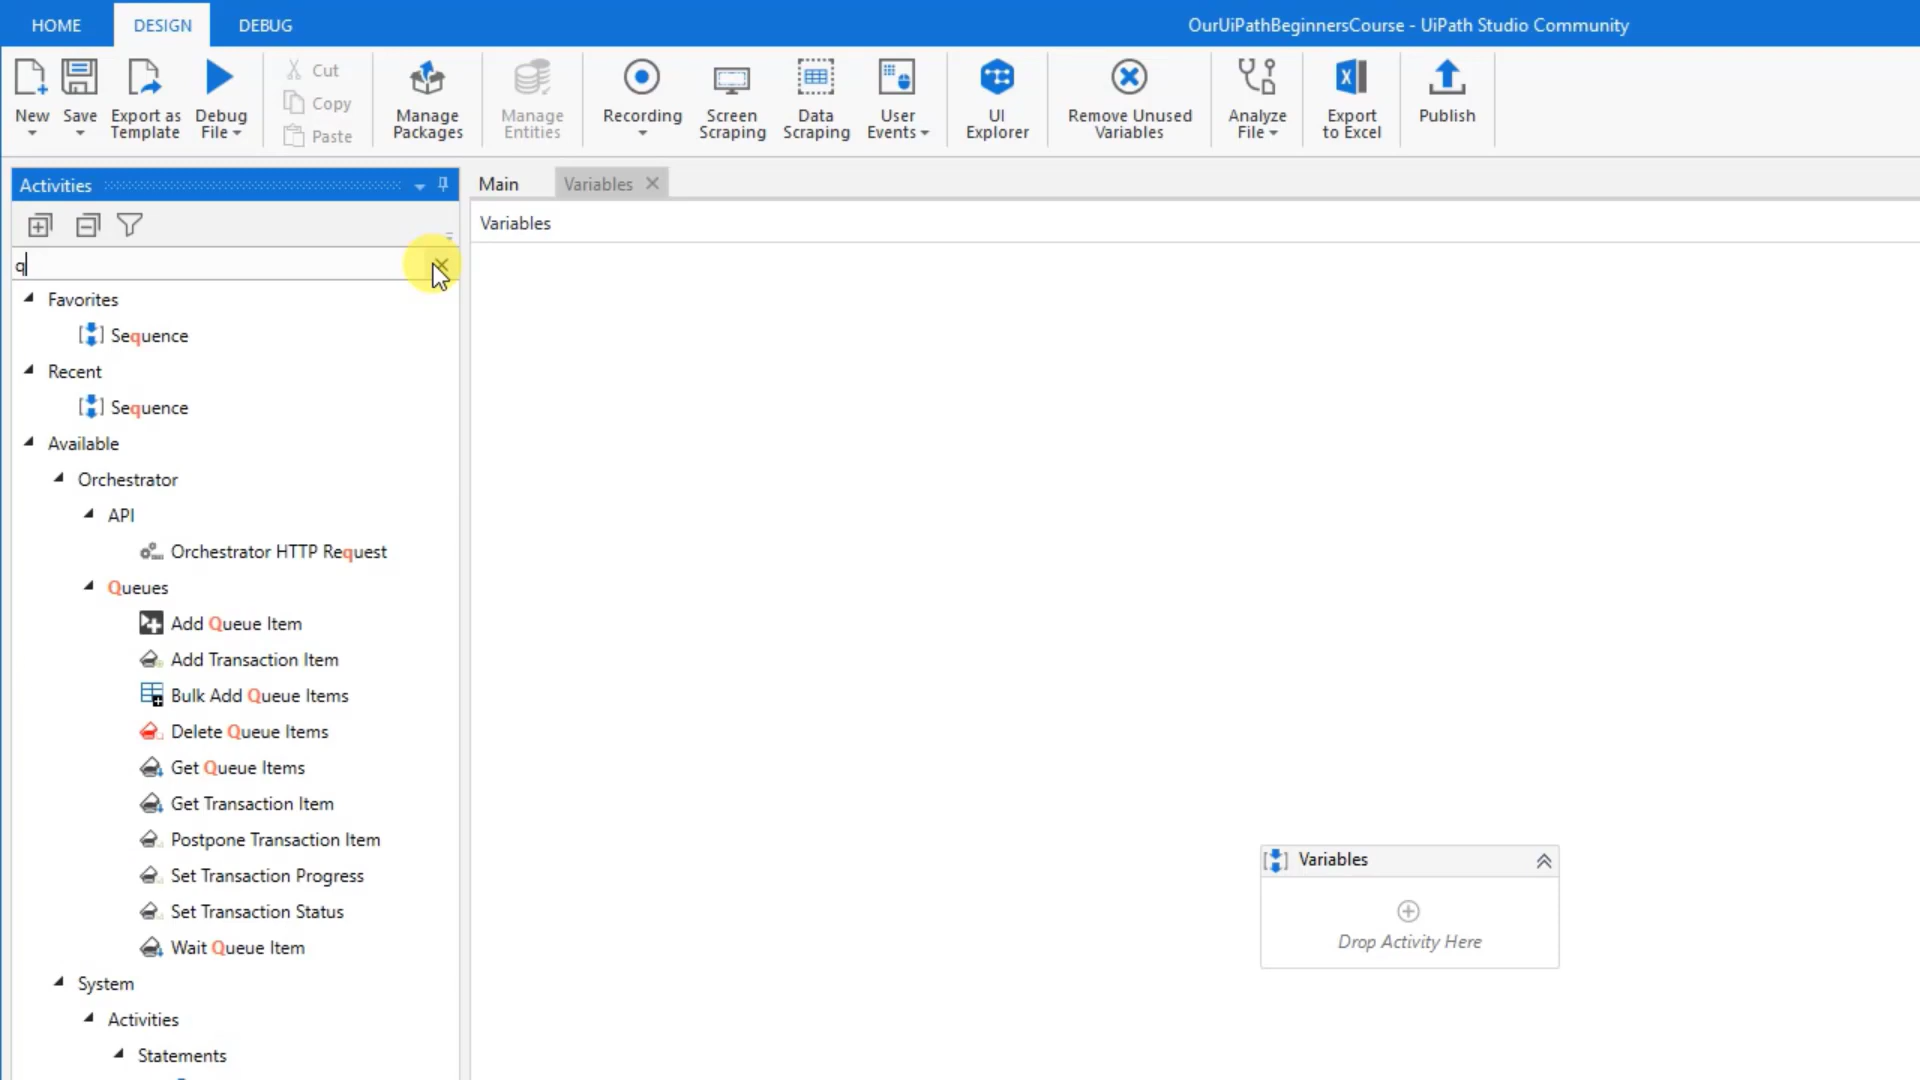 HOME DESIGN DEBUG OurUiPathBeginnersCourse - UiPath Studio Community
New Save Export as Template Debug File Cut Copy Paste Manage Packages Manage Entities Recording Screen Scraping Data Scraping User Events UI Explorer Remove Unused Variables Analyze File Export to Excel Publish
Activities
Main Variables
Variables
q
Favorites
Sequence
Recent
Sequence
Available
Orchestrator
API
Orchestrator HTTP Request
Queues
Add Queue Item
Add Transaction Item
Bulk Add Queue Items
Delete Queue Items
Get Queue Items
Get Transaction Item
Postpone Transaction Item
Set Transaction Progress
Set Transaction Status
Wait Queue Item
System
Activities
Statements
Variables
Drop Activity Here